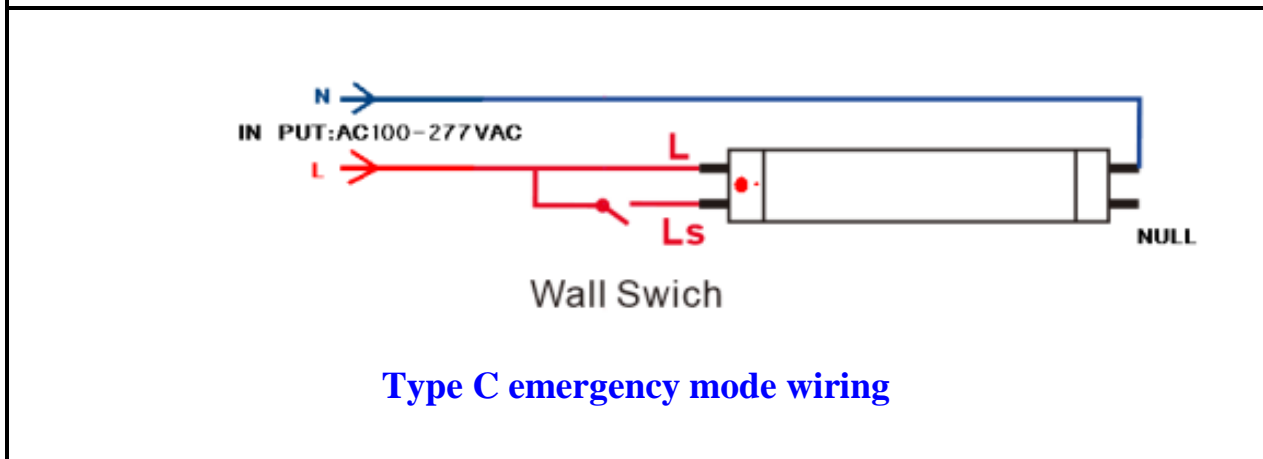 N
IN PUT:AC100-277VAC
L
L
Ls
NULL
Wall Swich
Type C emergency mode wiring